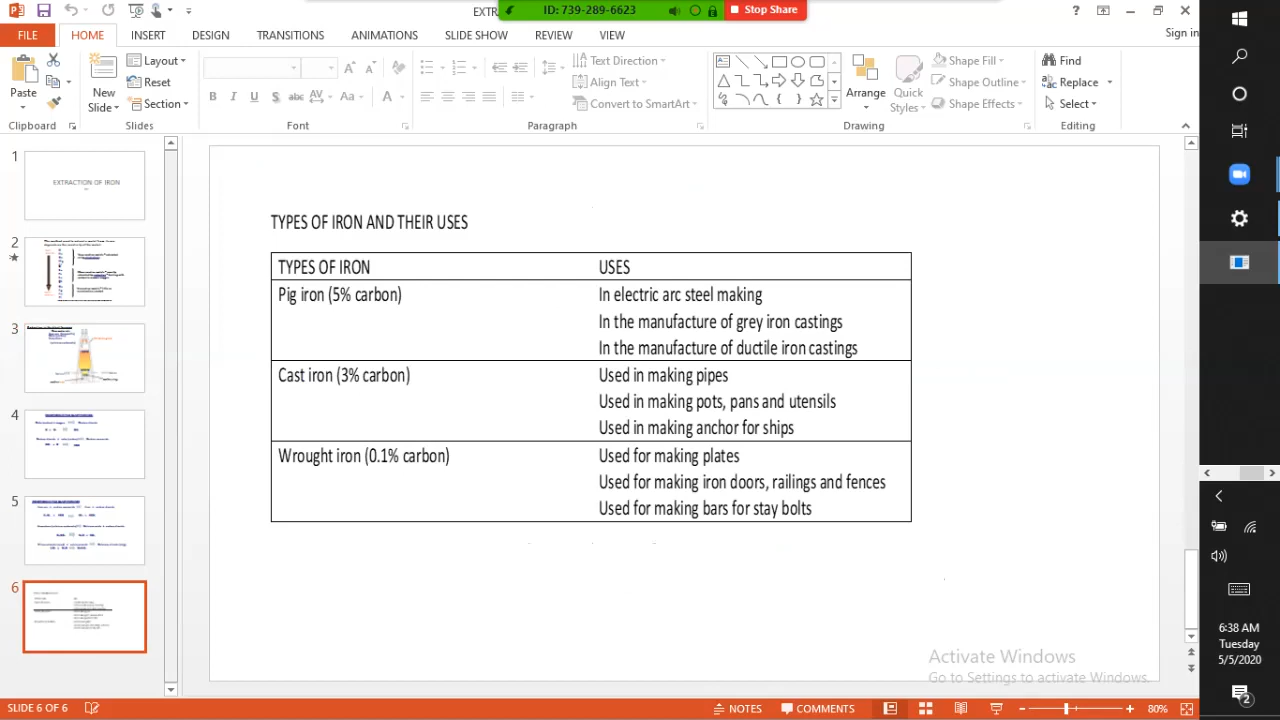 EXTR
ID: 739-289-6623
Stop Share
FILE
HOME
INSERT
DESIGN
TRANSITIONS
ANIMATIONS
SLIDE SHOW
REVIEW
VIEW
Sign in
Paste
Layout
Reset
New
Slide
Section
Text Direction
Align Text
Convert to SmartArt
Arrange
Quick
Styles
Shape Fill
Shape Outline
Shape Effects
Find
Replace
Select
Clipboard
Slides
Font
Paragraph
Drawing
Editing
1
EXTRACTION OF IRON
2
3
4
5
6
TYPES OF IRON AND THEIR USES
TYPES OF IRON USES
Pig iron (5% carbon) In electric arc steel making
In the manufacture of grey iron castings
In the manufacture of ductile iron castings
Cast iron (3% carbon) Used in making pipes
Used in making pots, pans and utensils
Used in making anchor for ships
Wrought iron (0.1% carbon) Used for making plates
Used for making iron doors, railings and fences
Used for making bars for stay bolts
Activate Windows
Go to Settings to activate Windows.
SLIDE 6 OF 6
NOTES
COMMENTS
80%
6:38 AM
Tuesday
5/5/2020
2